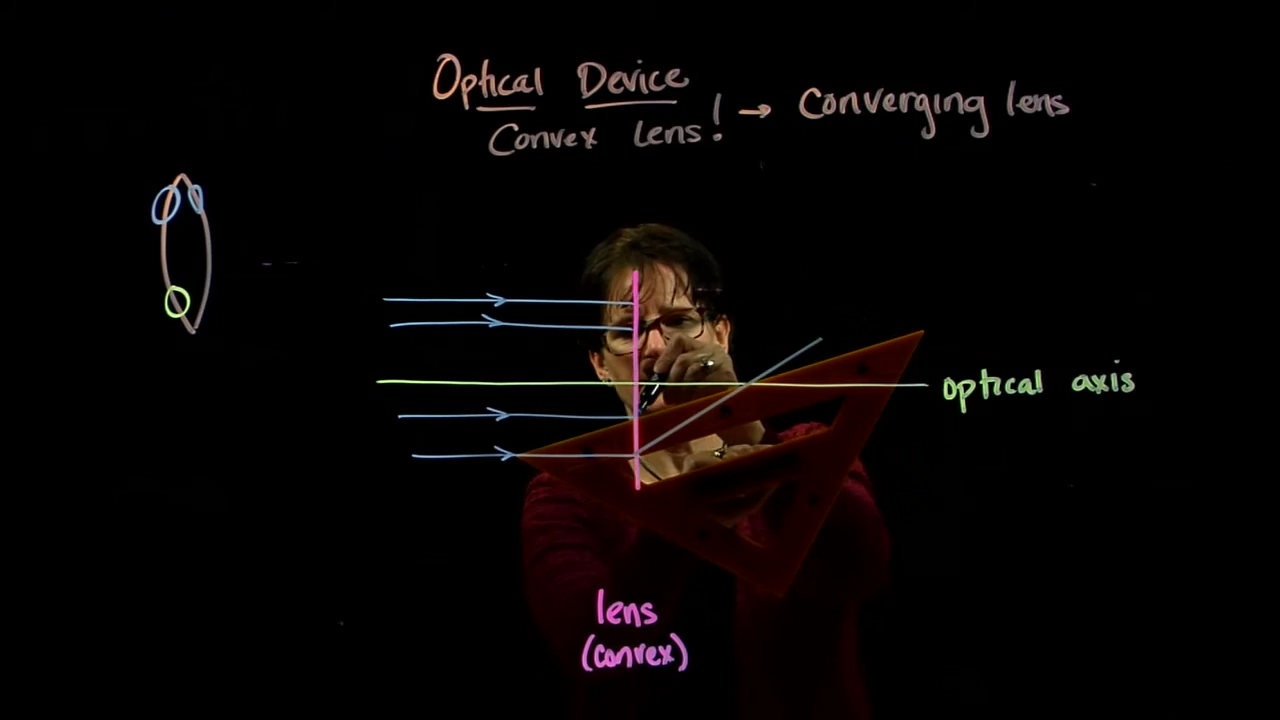 Optical Device
Convex lens! → Converging lens
optical axis
lens
(convex)